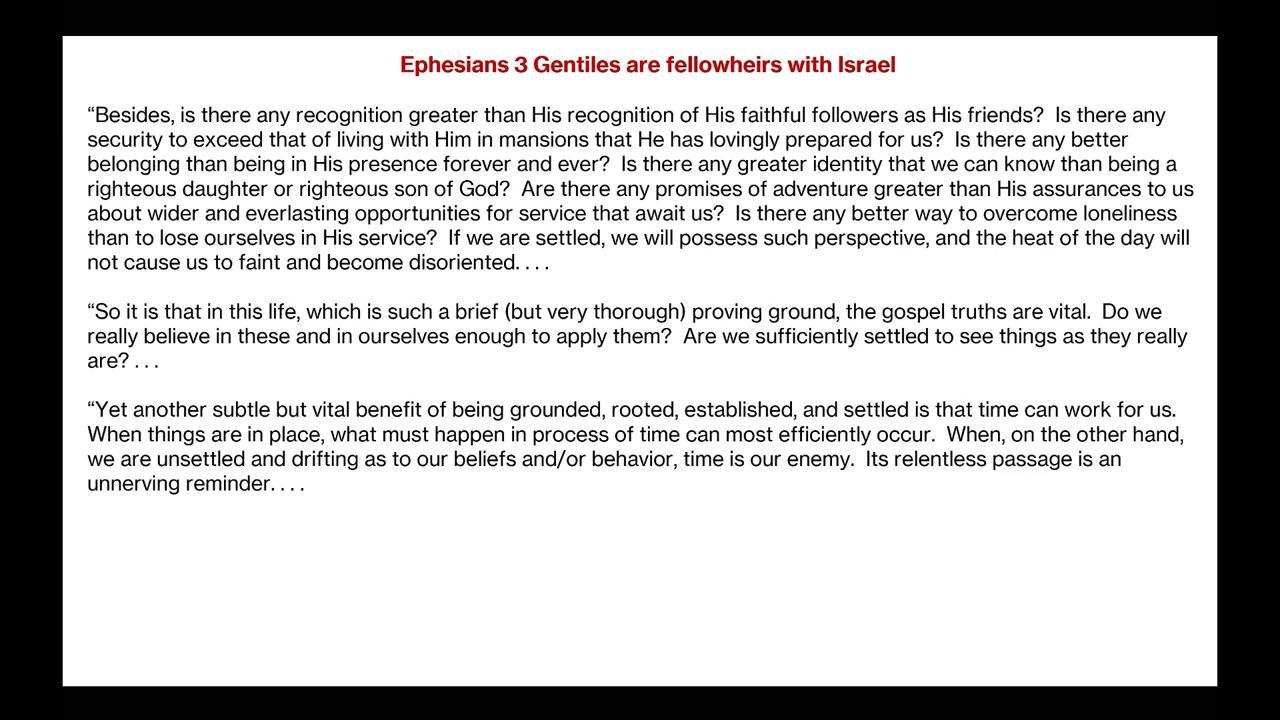 Ephesians 3 Gentiles are fellowheirs with Israel
“Besides, is there any recognition greater than His recognition of His faithful followers as His friends?  Is there any
security to exceed that of living with Him in mansions that He has lovingly prepared for us?  Is there any better
belonging than being in His presence forever and ever?  Is there any greater identity that we can know than being a
righteous daughter or righteous son of God?  Are there any promises of adventure greater than His assurances to us
about wider and everlasting opportunities for service that await us?  Is there any better way to overcome loneliness
than to lose ourselves in His service?  If we are settled, we will possess such perspective, and the heat of the day will
not cause us to faint and become disoriented. . . .
“So it is that in this life, which is such a brief (but very thorough) proving ground, the gospel truths are vital.  Do we
really believe in these and in ourselves enough to apply them?  Are we sufficiently settled to see things as they really
are? . . .
“Yet another subtle but vital benefit of being grounded, rooted, established, and settled is that time can work for us.
When things are in place, what must happen in process of time can most efficiently occur.  When, on the other hand,
we are unsettled and drifting as to our beliefs and/or behavior, time is our enemy.  Its relentless passage is an
unnerving reminder. . . .